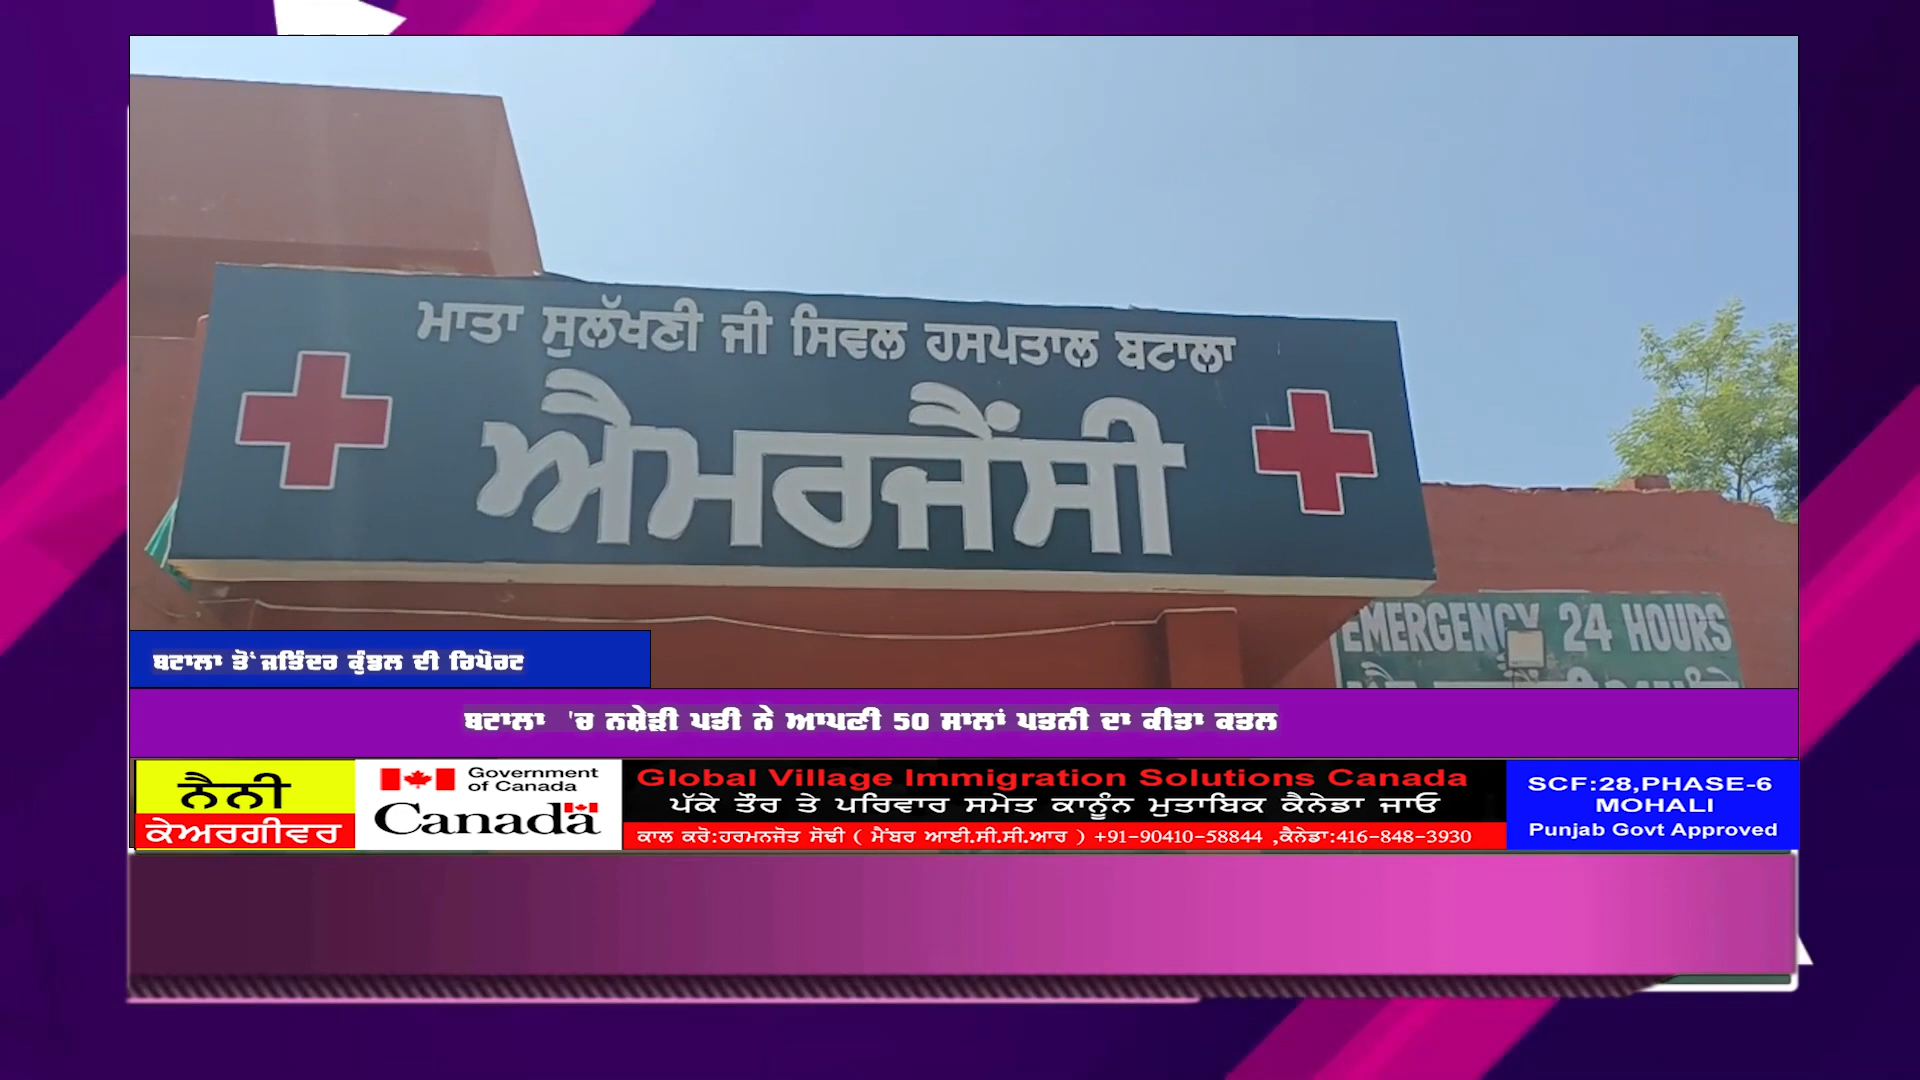 ਮਾਤਾ ਸੁਲੱਖਣੀ ਜੀ ਸਿਵਲ ਹਸਪਤਾਲ ਬਟਾਲਾ
ਐਮਰਜੈਂਸੀ
EMERGENCY 24 HOURS
ਬਟਾਲਾ ਤੋਂ ਜਤਿੰਦਰ ਕੁੰਡਲ ਦੀ ਰਿਪੋਰਟ
ਬਟਾਲਾ 'ਚ ਨਸ਼ੇੜੀ ਪਤੀ ਨੇ ਆਪਣੀ 50 ਸਾਲਾਂ ਪਤਨੀ ਦਾ ਕੀਤਾ ਕਤਲ
ਨੈਨੀ
ਕੇਅਰਗੀਵਰ
Government
of Canada
Canada
Global Village Immigration Solutions Canada
ਪੱਕੇ ਤੌਰ ਤੇ ਪਰਿਵਾਰ ਸਮੇਤ ਕਾਨੂੰਨ ਮੁਤਾਬਿਕ ਕੈਨੇਡਾ ਜਾਓ
ਕਾਲ ਕਰੋ:ਹਰਮਨਜੋਤ ਸੋਢੀ ( ਮੈਂਬਰ ਆਈ.ਸੀ.ਸੀ.ਆਰ ) +91-90410-58844 ,ਕੈਨੇਡਾ:416-848-3930
SCF:28,PHASE-6
MOHALI
Punjab Govt Approved